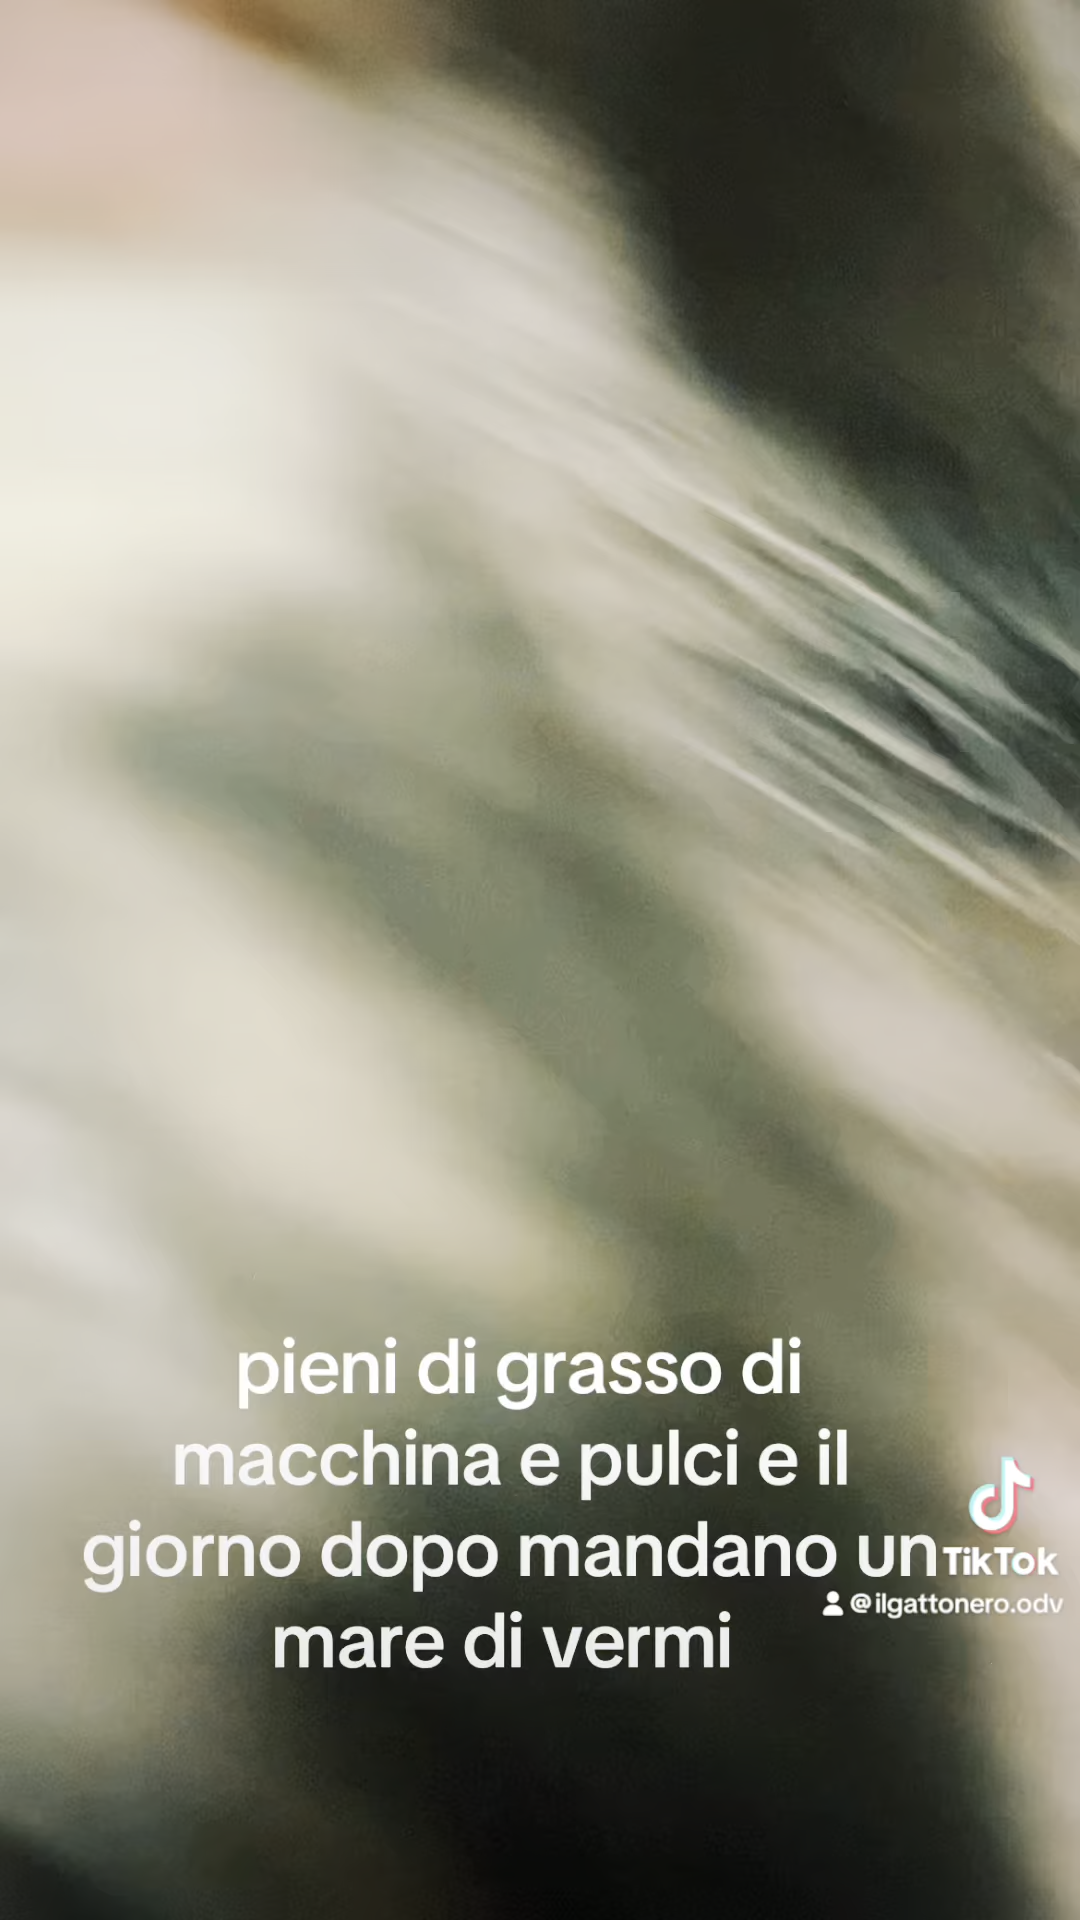 pieni di grasso di
macchina e pulci e il
giorno dopo mandano un
mare di vermi
TikTok
@ilgattonero.odv